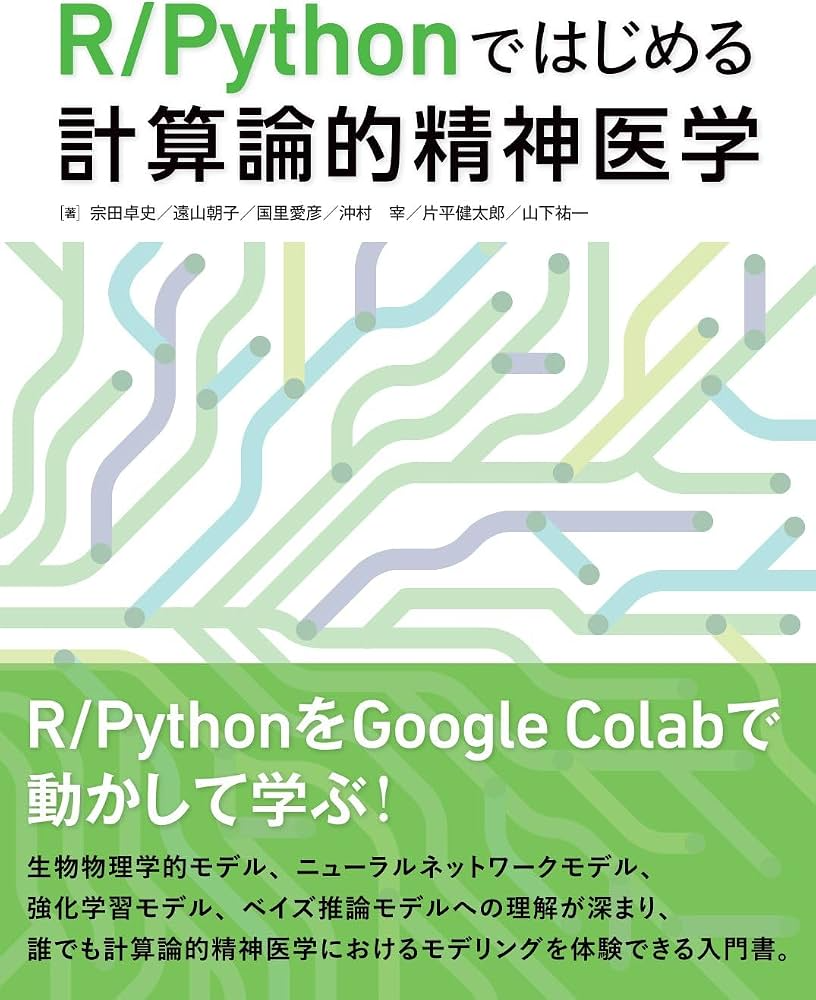 R/Pythonではじめる
計算論的精神医学
[著] 宗田卓史／遠山朝子／国里愛彦／沖村　宰／片平健太郎／山下祐一
R/PythonをGoogle Colabで
動かして学ぶ！
生物物理学的モデル、ニューラルネットワークモデル、
強化学習モデル、ベイズ推論モデルへの理解が深まり、
誰でも計算論的精神医学におけるモデリングを体験できる入門書。